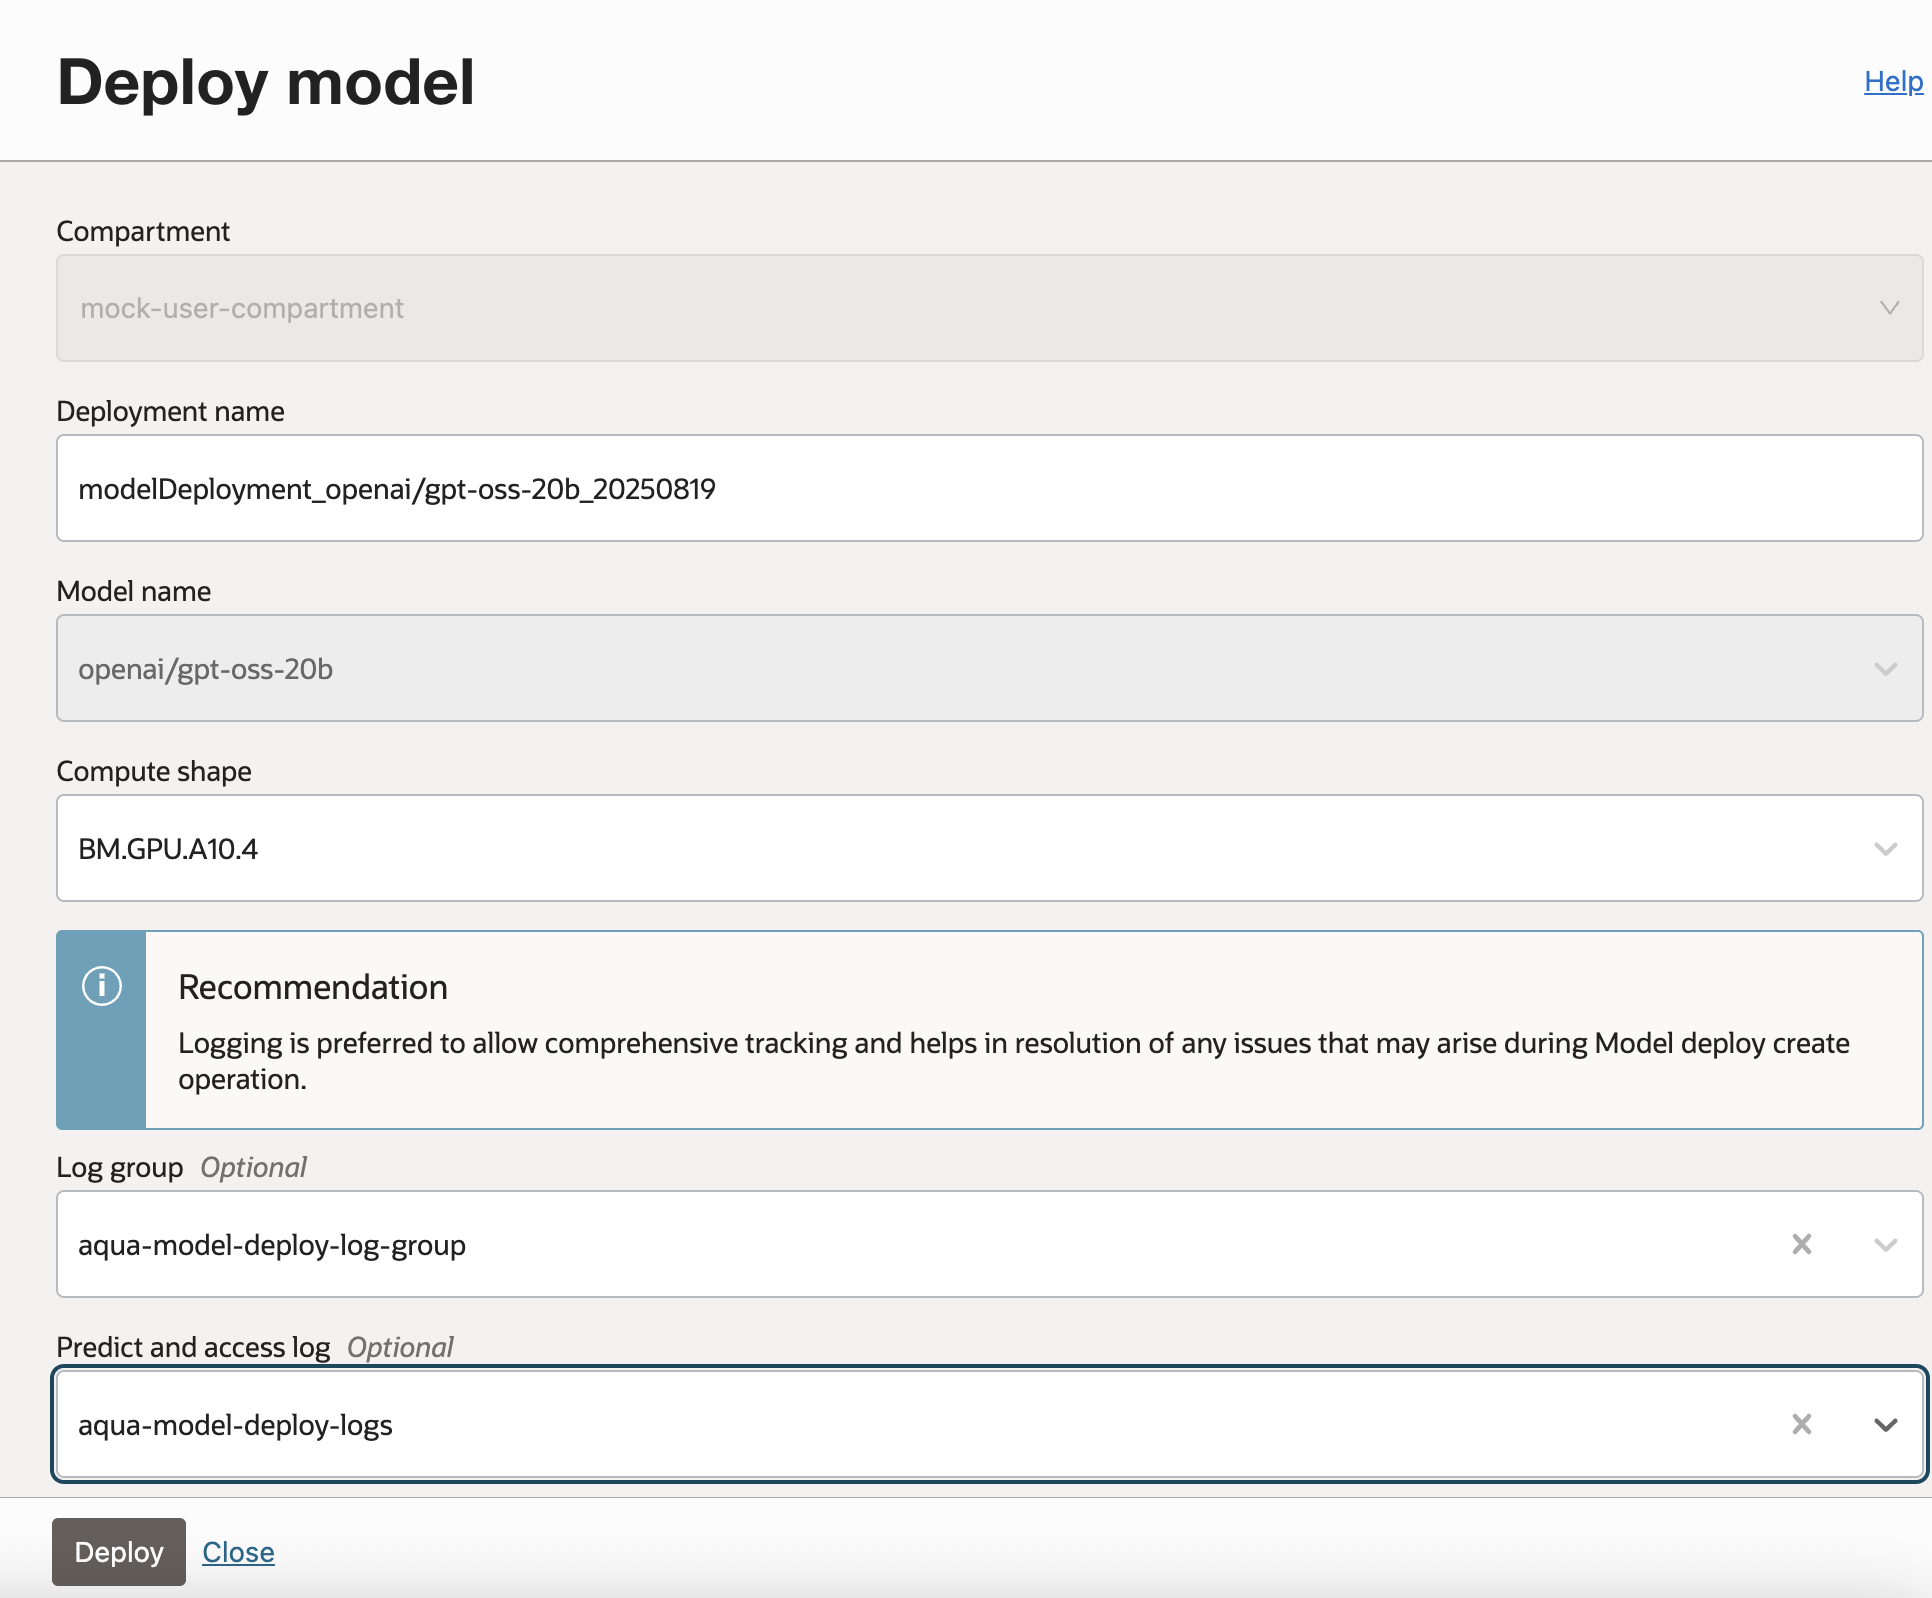 Deploy model
Help
Compartment
mock-user-compartment
Deployment name
modelDeployment_openai/gpt-oss-20b_20250819
Model name
openai/gpt-oss-20b
Compute shape
BM.GPU.A10.4
Recommendation
Logging is preferred to allow comprehensive tracking and helps in resolution of any issues that may arise during Model deploy create
operation.
Log group Optional
aqua-model-deploy-log-group
Predict and access log Optional
aqua-model-deploy-logs
Deploy Close